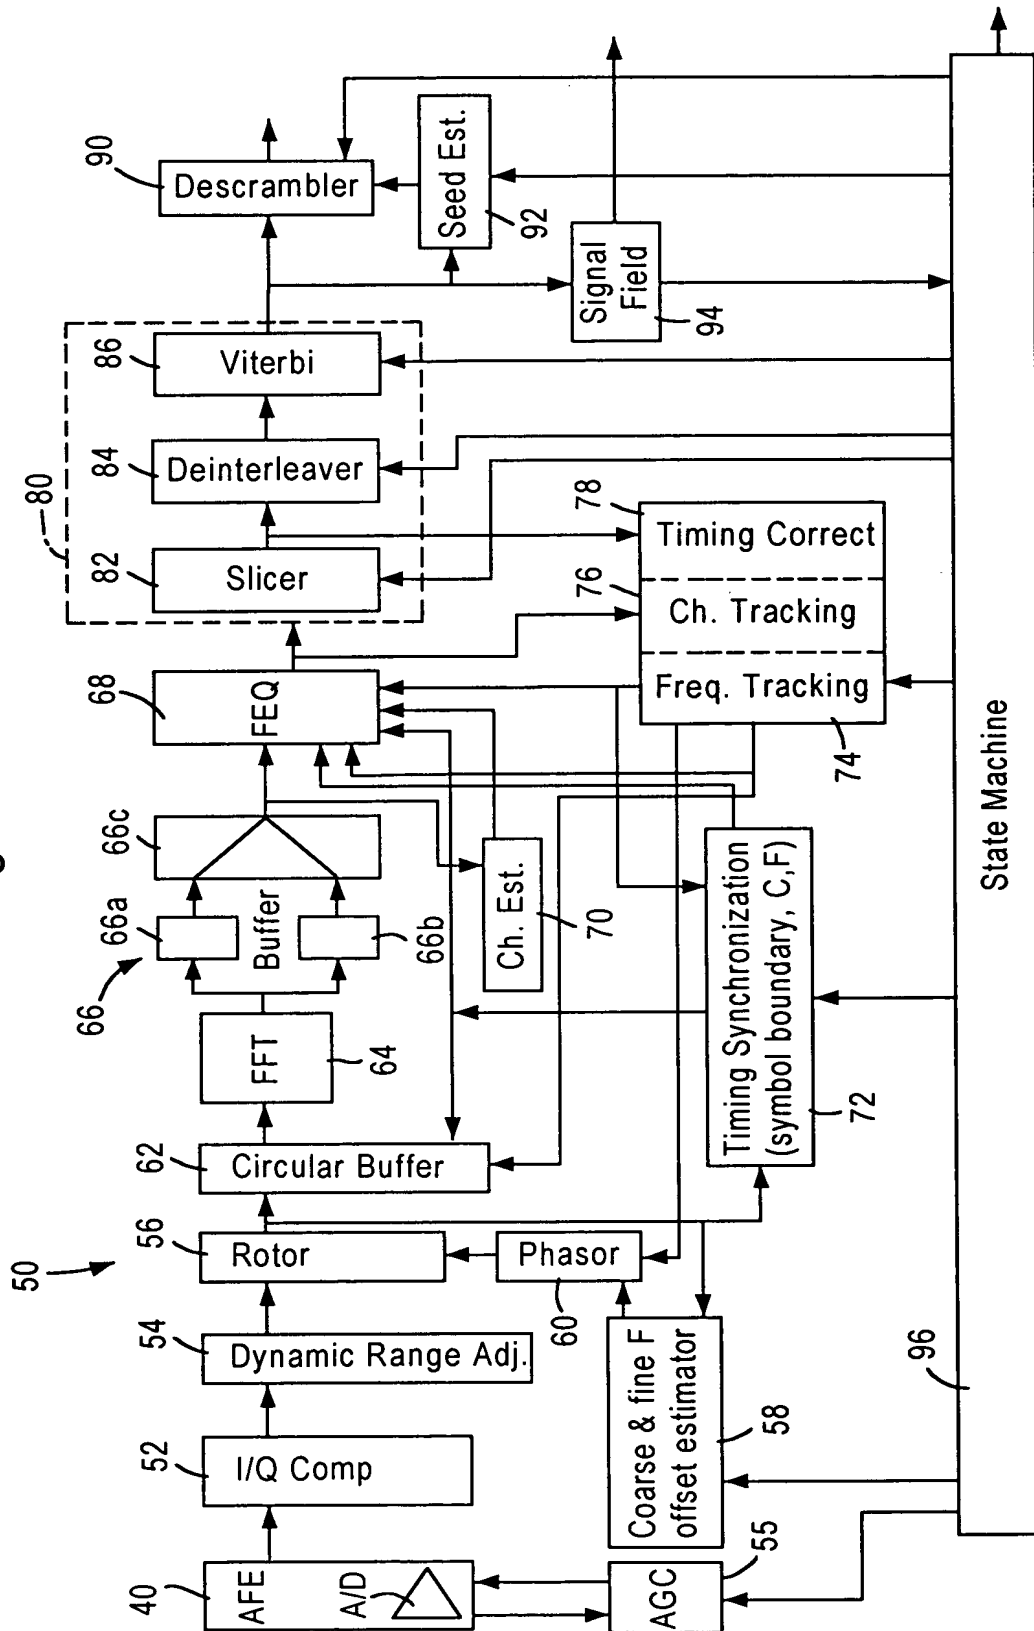 50
40
AFE
A/D
AGC
55
52
I/Q Comp
54
Dynamic Range Adj.
56
Rotor
Coarse & fine F
offset estimator
58
Phasor
60
62
Circular Buffer
FFT
64
66
66a
Buffer
66b
66c
68
FEQ
Ch. Est.
70
Timing Synchronization
(symbol boundary, C,F)
72
80
82
Slicer
84
Deinterleaver
86
Viterbi
Freq. Tracking
74
76
Ch. Tracking
78
Timing Correct
90
Descrambler
Seed Est.
92
Signal
Field
94
State Machine
96